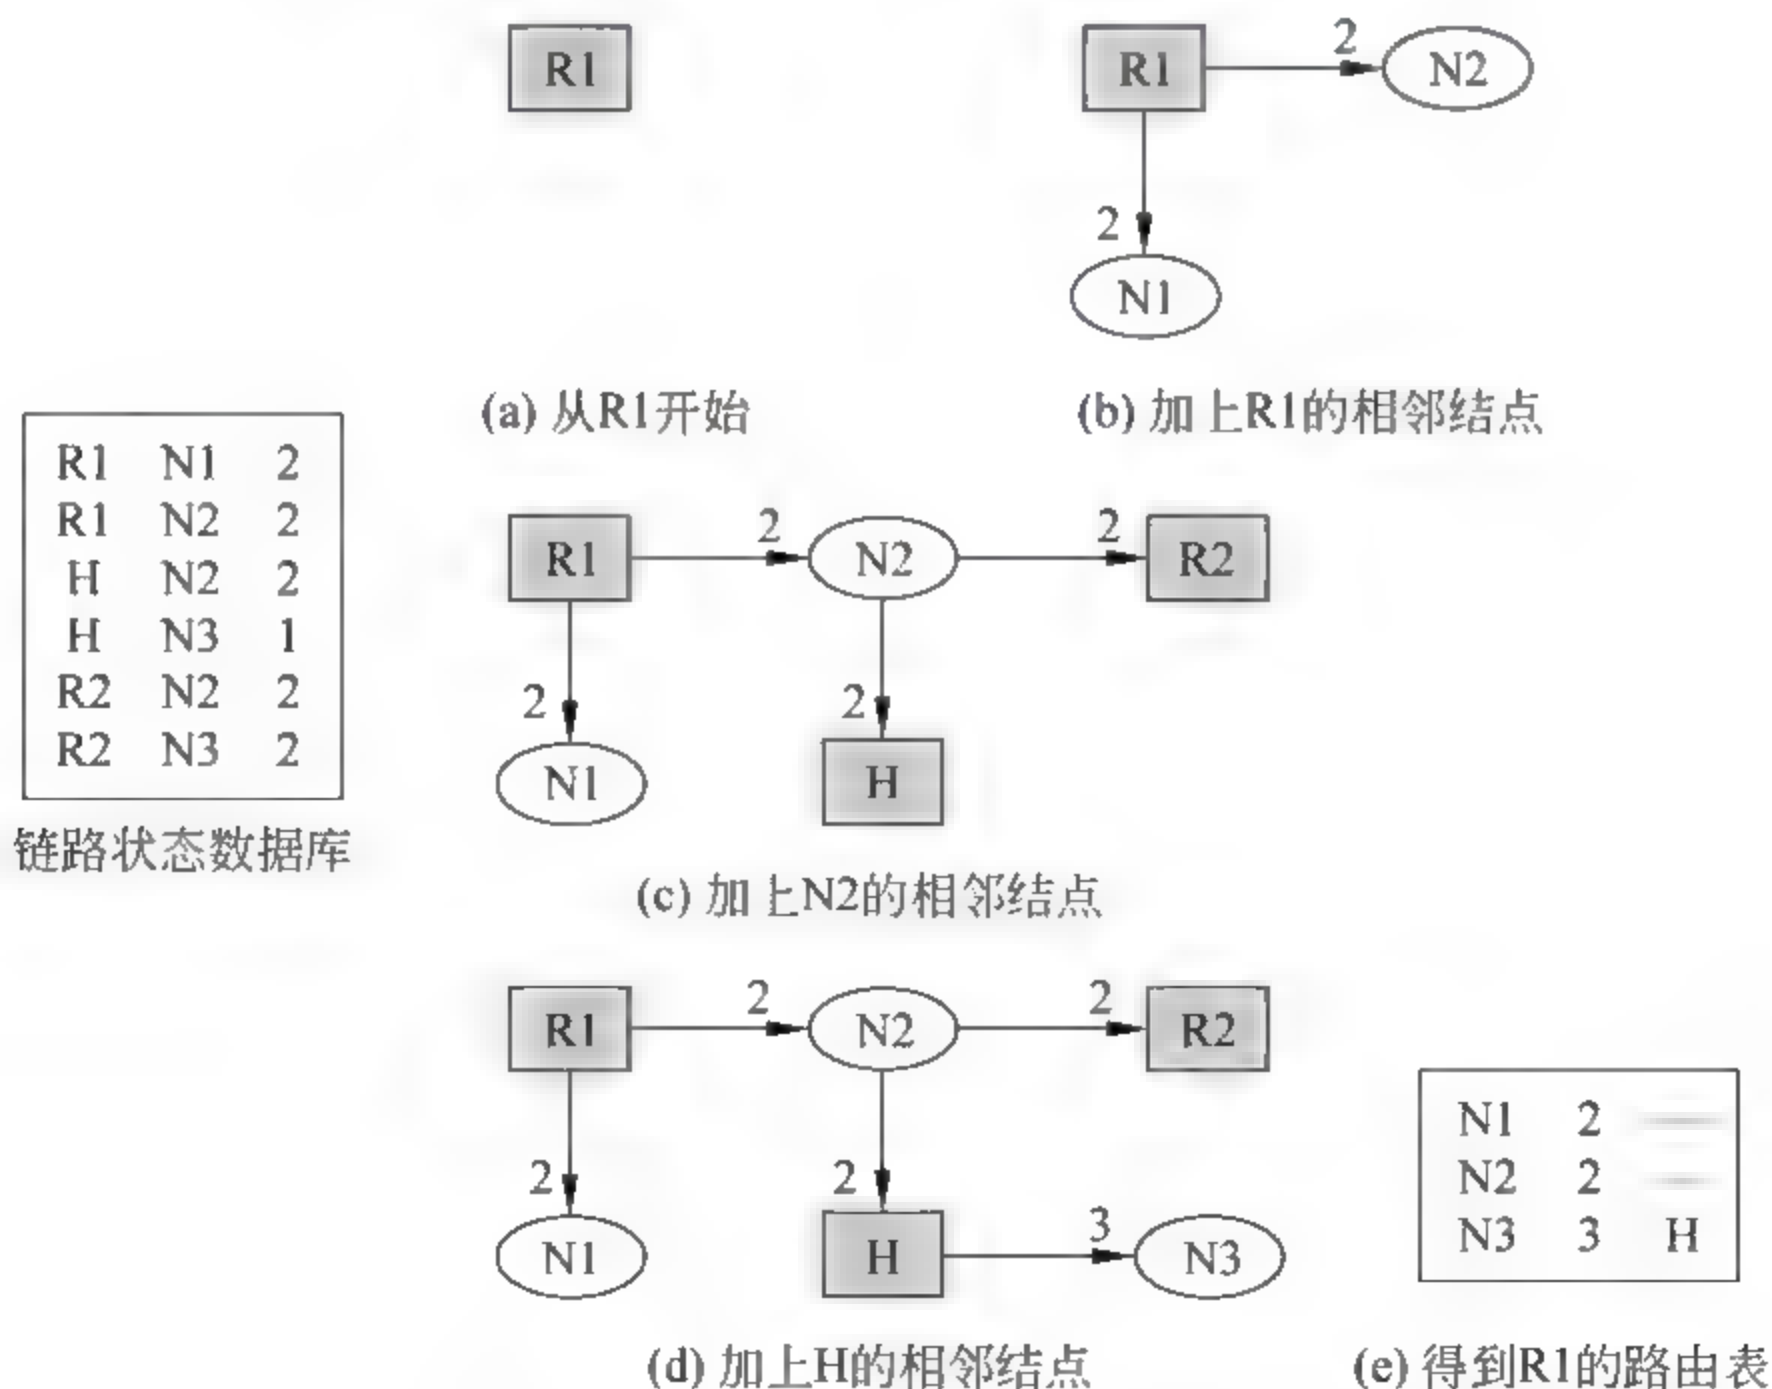 R1
2
R1 N2
2
N1
(a) 从R1开始
(b) 加上R1的相邻结点
R1 N1 2
R1 N2 2
H N2 2
H N3 1
R2 N2 2
R2 N3 2
链路状态数据库
2 2
R1 N2 R2
2 2
N1 H
(c) 加上N2的相邻结点
2 2
R1 N2 R2
2 2
3
N1 H N3
(d) 加上H的相邻结点
N1 2 —
N2 2 —
N3 3 H
(e) 得到R1的路由表